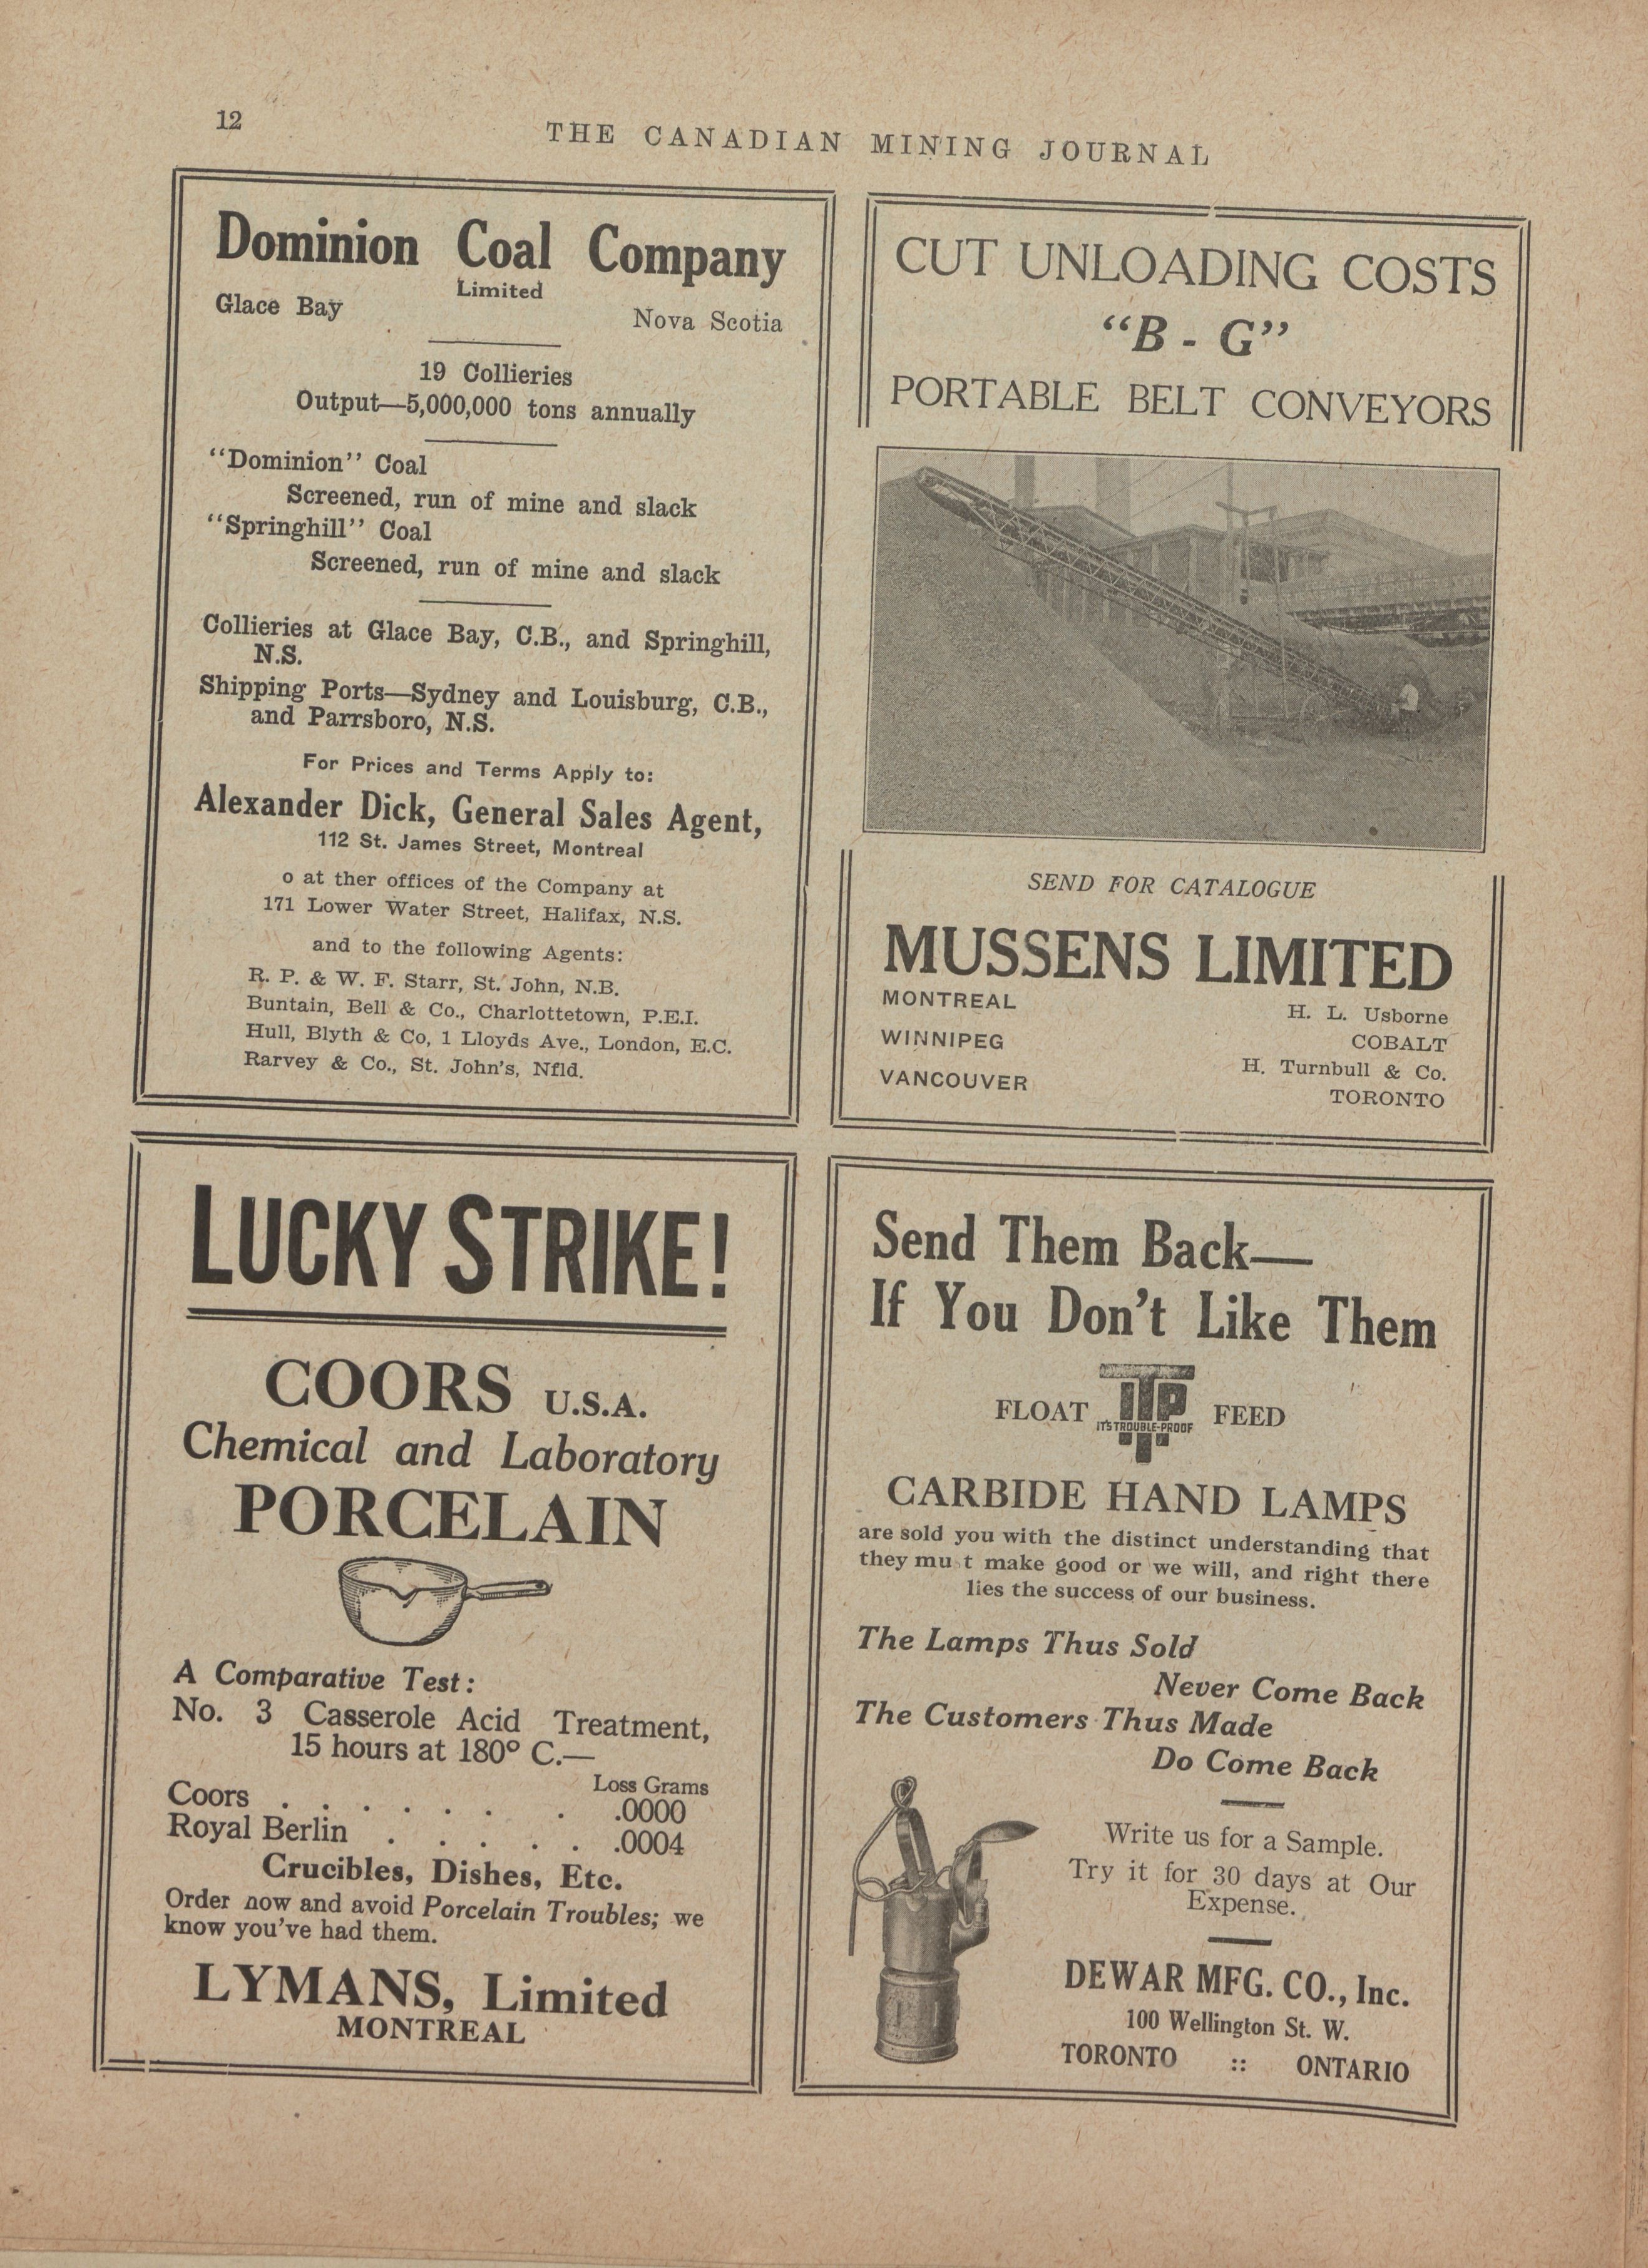 12
THE CANADIAN MINING JOURNAL
Dominion Coal Company
Limited
Glace Bay
Nova Scotia
19 Collieries
Output—5,000,000 tons annually
"Dominion" Coal
Screened, run of mine and slack
"Springhill" Coal
Screened, run of mine and slack
Collieries at Glace Bay, C.B., and Springhill,
N.S.
Shipping Ports—Sydney and Louisburg, C.B.,
and Parrsboro, N.S.
For Prices and Terms Apply to:
Alexander Dick, General Sales Agent,
112 St. James Street, Montreal
o at ther offices of the Company at
171 Lower Water Street, Halifax, N.S.
and to the following Agents:
R. P. & W. F. Starr, St. John, N.B.
Buntain, Bell & Co., Charlottetown, P.E.I.
Hull, Blyth & Co, 1 Lloyds Ave., London, E.C.
Rarvey & Co., St. John's, Nfld.
CUT UNLOADING COSTS
"B - G"
PORTABLE BELT CONVEYORS
SEND FOR CATALOGUE
MUSSENS LIMITED
MONTREAL
WINNIPEG
VANCOUVER
H. L. Usborne
COBALT
H. Turnbull & Co.
TORONTO
LUCKY STRIKE!
COORS U.S.A.
Chemical and Laboratory
PORCELAIN
A Comparative Test:
No. 3 Casserole Acid Treatment,
15 hours at 180° C.—
Loss Grams
Coors . . . . . . . .0000
Royal Berlin . . . . . .0004
Crucibles, Dishes, Etc.
Order now and avoid Porcelain Troubles; we
know you've had them.
LYMANS, Limited
MONTREAL
Send Them Back—
If You Don't Like Them
FLOAT ITP FEED
IT'S TROUBLE-PROOF
CARBIDE HAND LAMPS
are sold you with the distinct understanding that
they mu t make good or we will, and right there
lies the success of our business.
The Lamps Thus Sold
Never Come Back
The Customers Thus Made
Do Come Back
Write us for a Sample.
Try it for 30 days at Our
Expense.
DEWAR MFG. CO., Inc.
100 Wellington St. W.
TORONTO :: ONTARIO